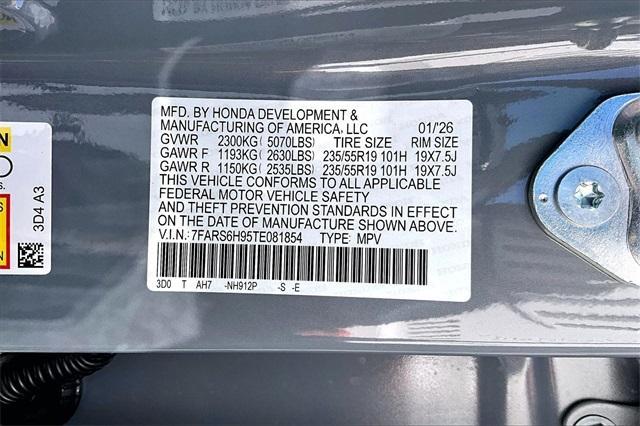 MFD. BY HONDA DEVELOPMENT &
MANUFACTURING OF AMERICA, LLC 01/'26
GVWR 2300KG( 5070LBS) TIRE SIZE RIM SIZE
GAWR F 1193KG( 2630LBS) 235/55R19 101H 19X7.5J
GAWR R 1150KG( 2535LBS) 235/55R19 101H 19X7.5J
THIS VEHICLE CONFORMS TO ALL APPLICABLE
FEDERAL MOTOR VEHICLE SAFETY
AND THEFT PREVENTION STANDARDS IN EFFECT
ON THE DATE OF MANUFACTURE SHOWN ABOVE.
V.I.N.: 7FARS6H95TE081854 TYPE: MPV
3D0 T AH7 -NH912P -S -E
3D4 A3